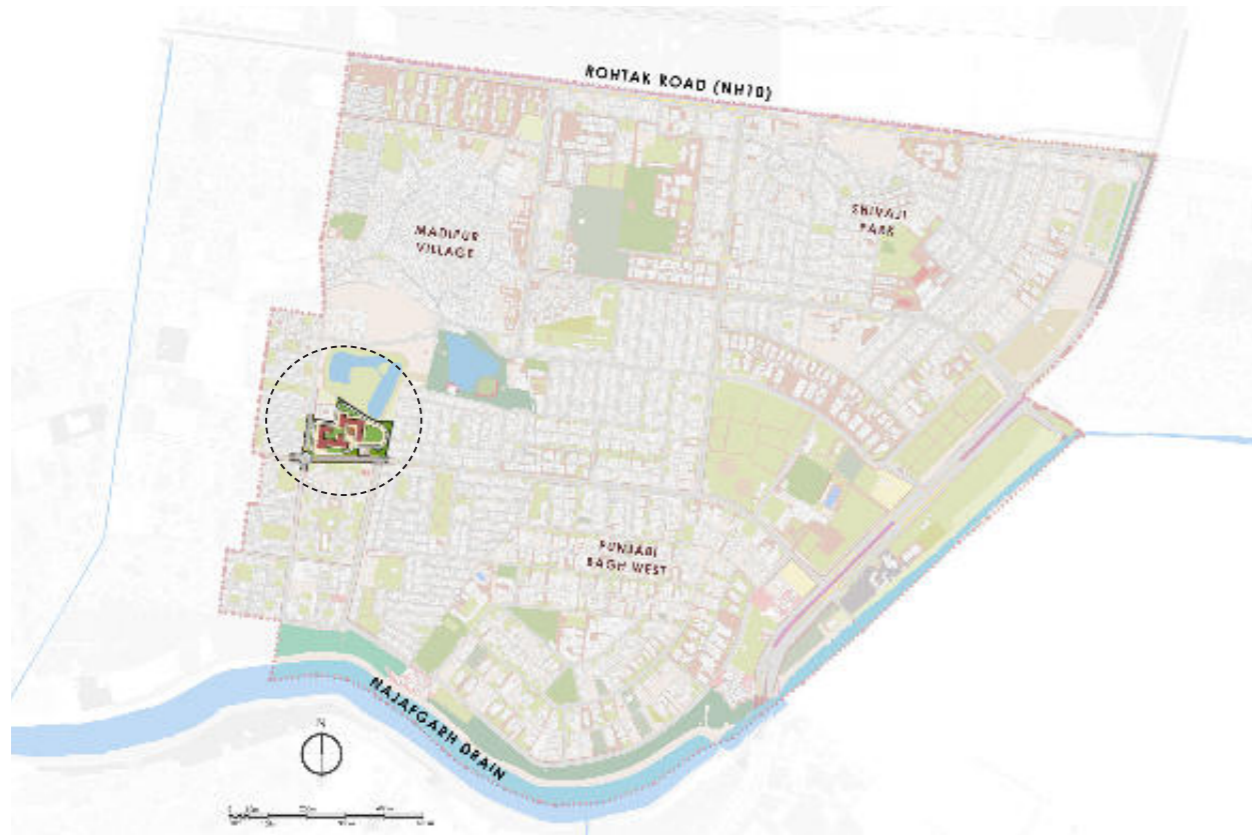 ROHTAK ROAD (NH10)
SHIVAJI
PARK
MADIPUR
VILLAGE
PUNJABI
BAGH WEST
NAJAFGARH DRAIN
N